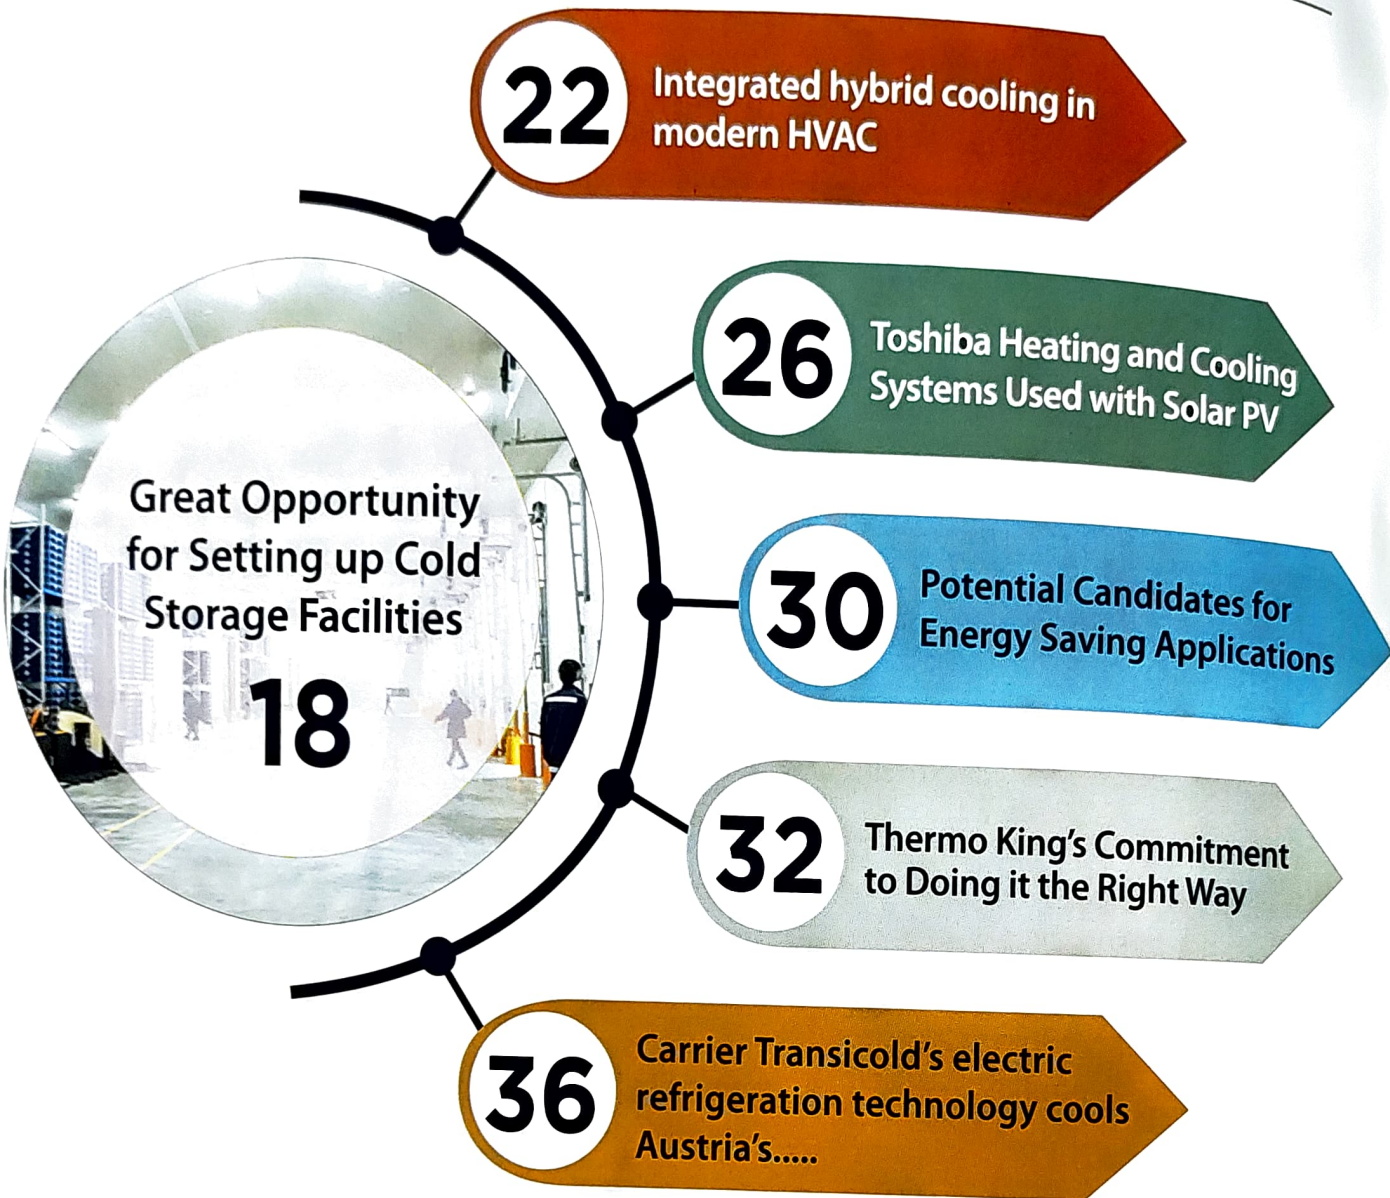 22
Integrated hybrid cooling in
modern HVAC
26
Toshiba Heating and Cooling
Systems Used with Solar PV
Great Opportunity
for Setting up Cold
Storage Facilities
18
30
Potential Candidates for
Energy Saving Applications
32
Thermo King's Commitment
to Doing it the Right Way
36
Carrier Transicold's electric
refrigeration technology cools
Austria's.....